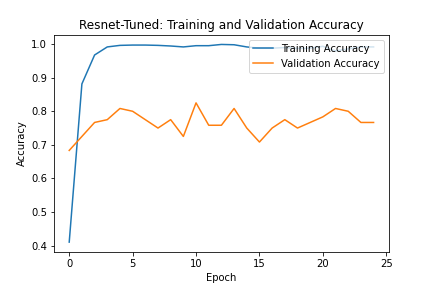 Resnet-Tuned: Training and Validation Accuracy
1.0
0.9
0.8
0.7
0.6
0.5
0.4
Accuracy
Training Accuracy
Validation Accuracy
0 5 10 15 20 25
Epoch